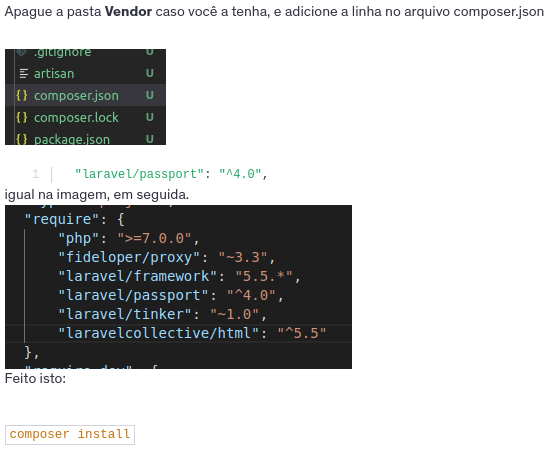 Apague a pasta Vendor caso você a tenha, e adicione a linha no arquivo composer.json
.gitignore U
artisan U
{} composer.json U
{} composer.lock U
{} package.json U
1 "laravel/passport": "^4.0",
igual na imagem, em seguida.
"require": {
"php": ">=7.0.0",
"fideloper/proxy": "~3.3",
"laravel/framework": "5.5.*",
"laravel/passport": "^4.0",
"laravel/tinker": "~1.0",
"laravelcollective/html": "^5.5"
},
"require-dev": {
Feito isto:
composer install